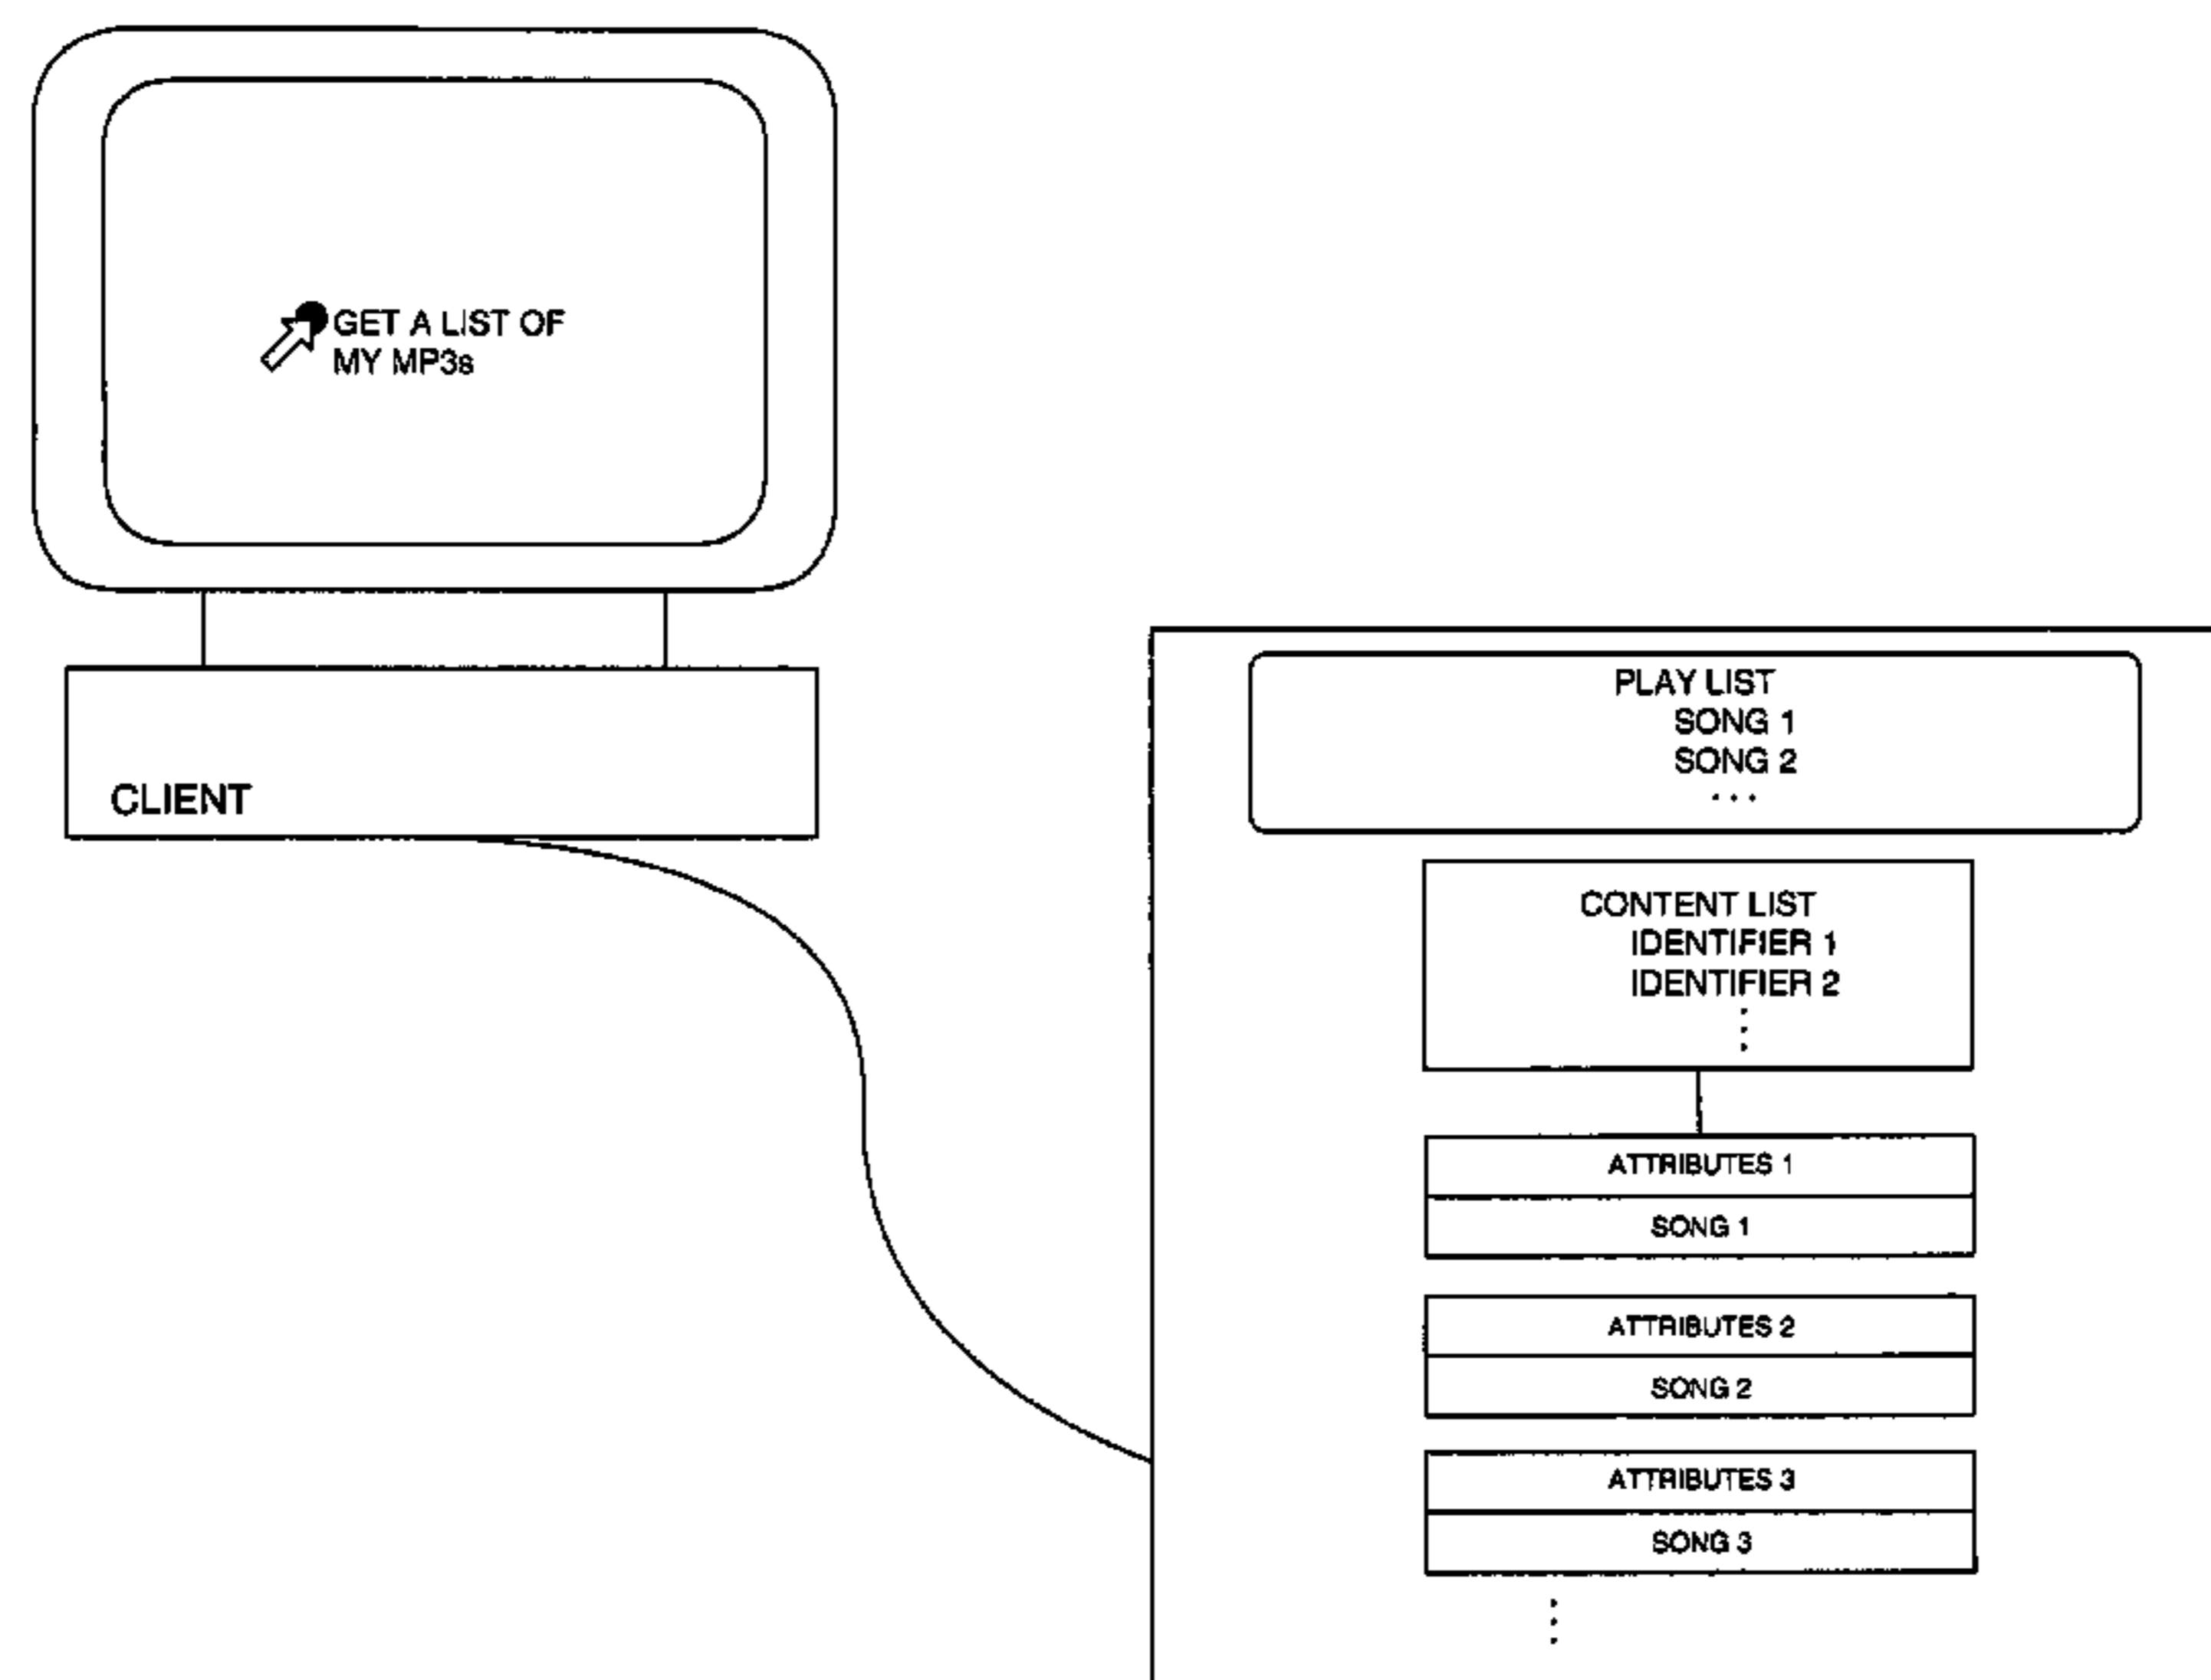 GET A LIST OF
MY MP3s
CLIENT
PLAY LIST
SONG 1
SONG 2
...
CONTENT LIST
IDENTIFIER 1
IDENTIFIER 2
ATTRIBUTES 1
SONG 1
ATTRIBUTES 2
SONG 2
ATTRIBUTES 3
SONG 3